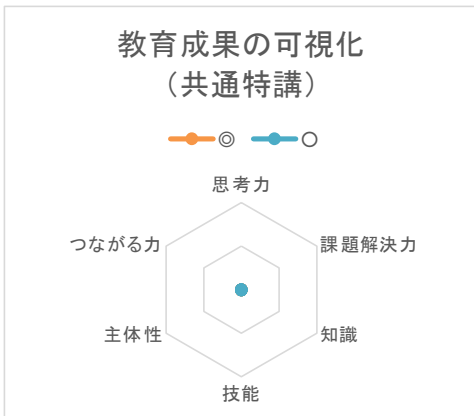 教育成果の可視化
（共通特講）
◎ ○
思考力
つながる力 課題解決力
主体性 知識
技能